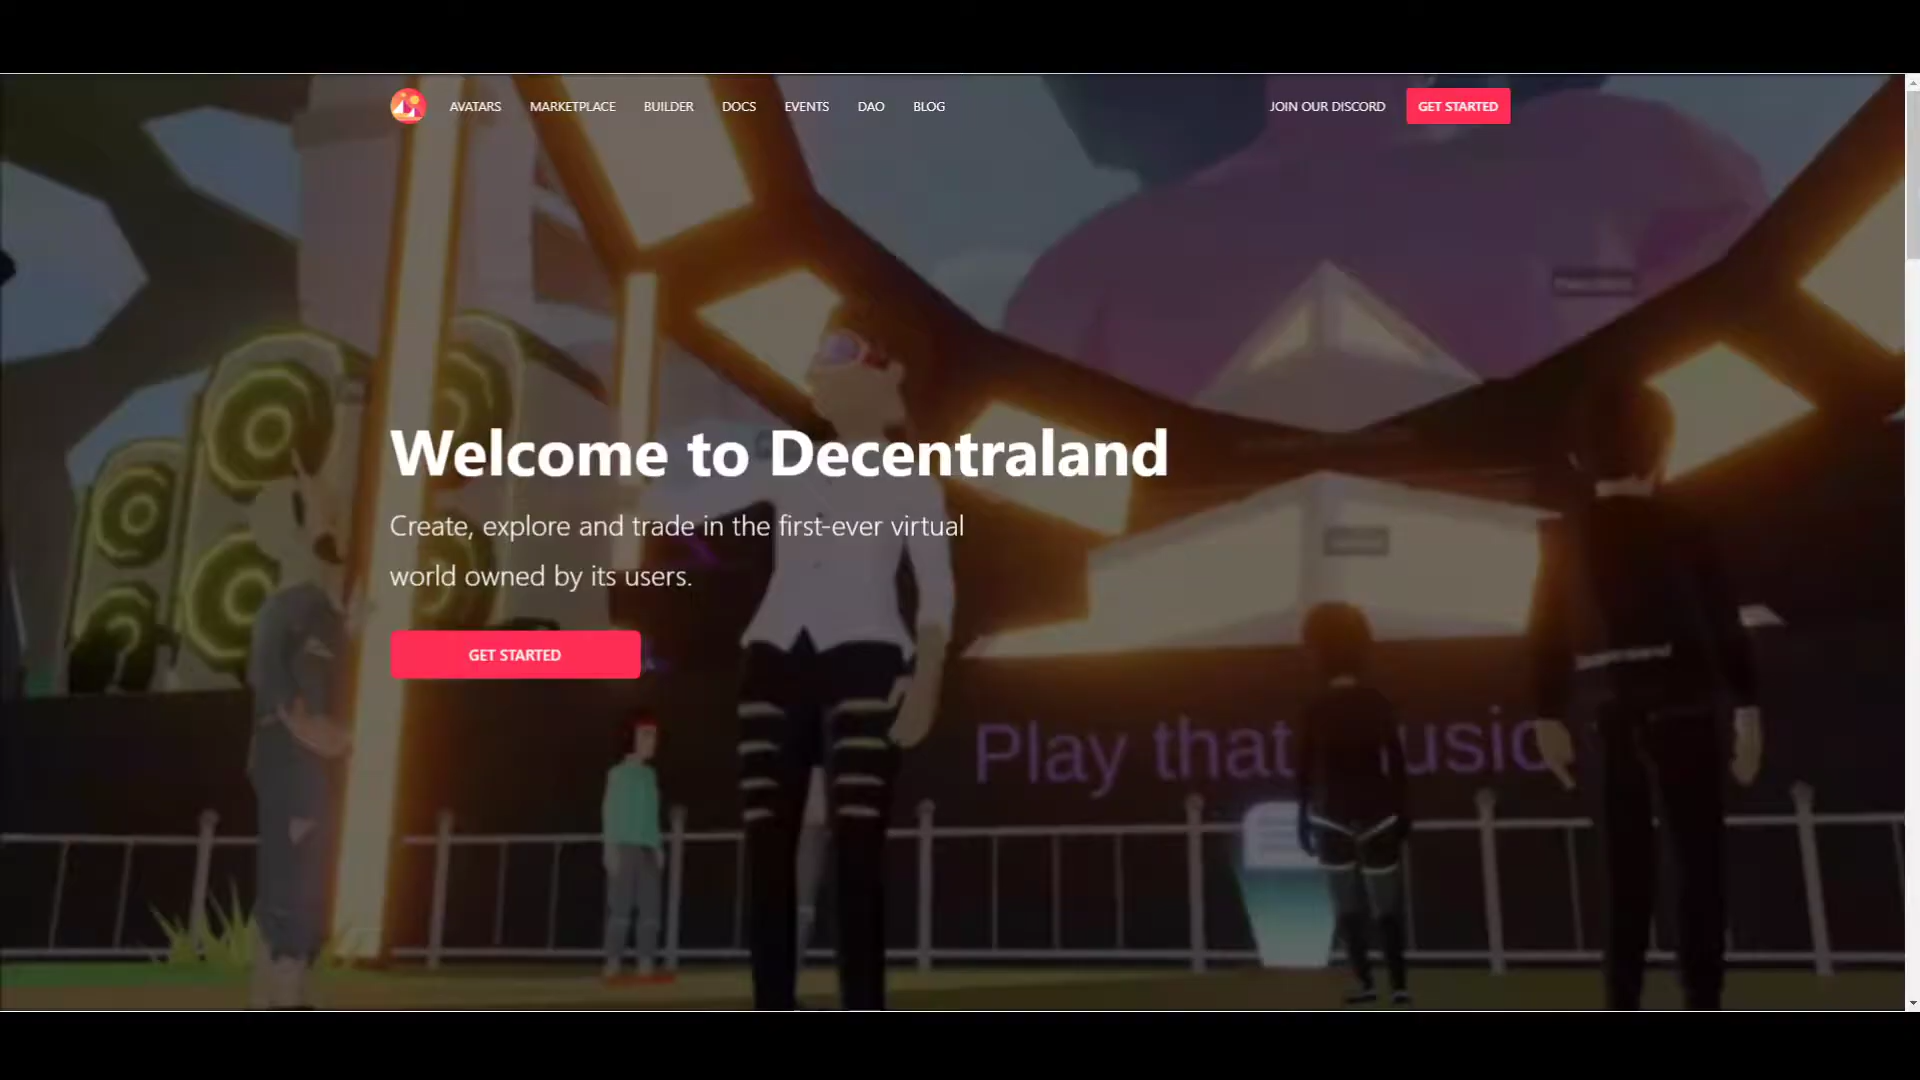 AVATARS MARKETPLACE BUILDER DOCS EVENTS DAO BLOG JOIN OUR DISCORD GET STARTED
Welcome to Decentraland
Create, explore and trade in the first-ever virtual
world owned by its users.
GET STARTED
Play that